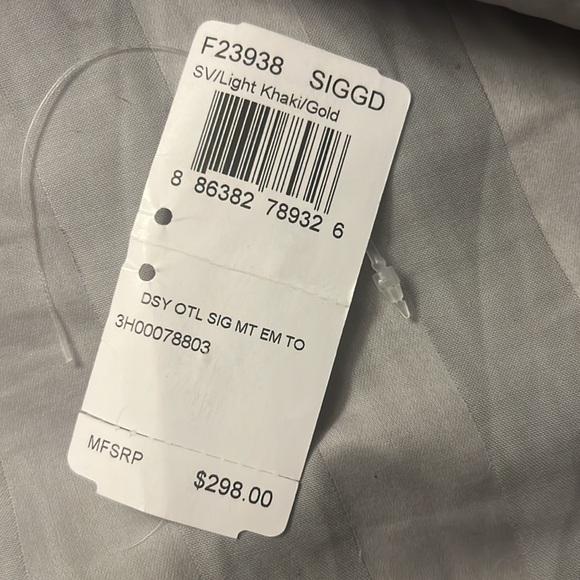 F23938 SIGGD
SV/Light Khaki/Gold
8 86382 78932 6
DSY OTL SIG MT EM TO
3H00078803
MFSRP
$298.00